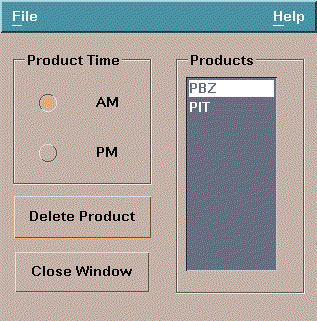 File Help
Product Time
AM
PM
Delete Product
Close Window
Products
PBZ
PIT